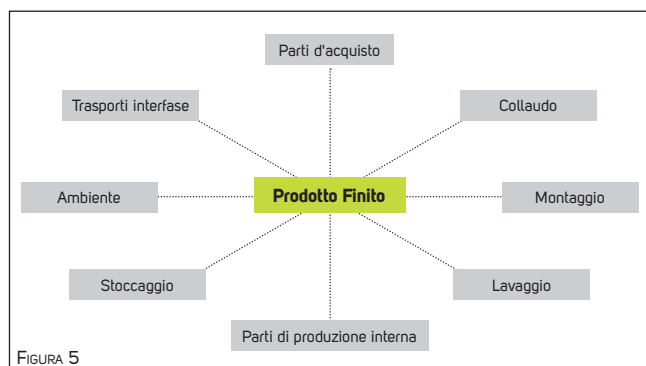 Parti d'acquisto
Trasporti interfase
Collaudo
Ambiente
Prodotto Finito
Montaggio
Stoccaggio
Lavaggio
Parti di produzione interna
Figura 5